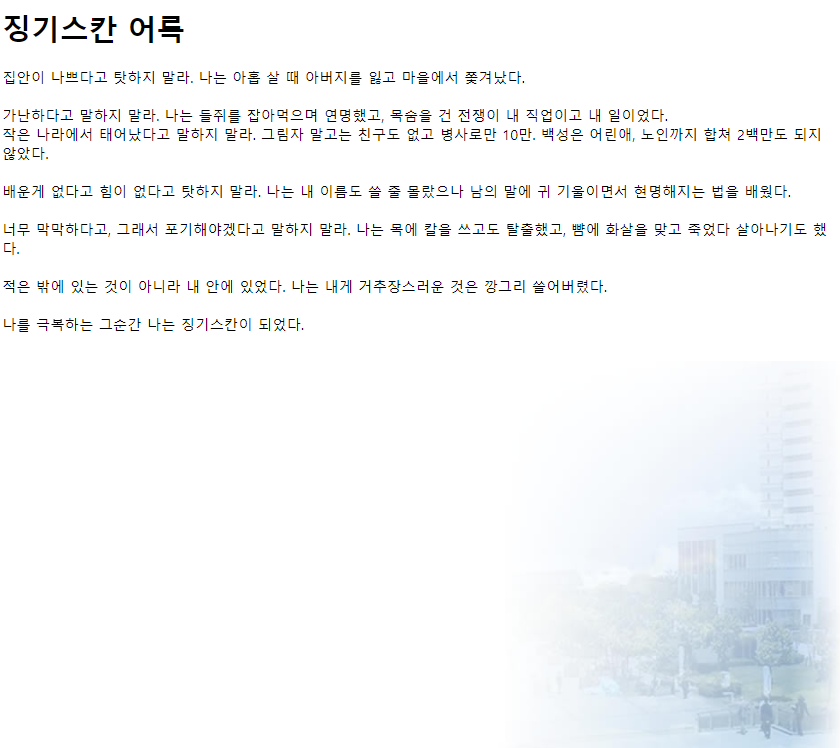 징기스칸 어륵
집안이 나쁘다고 탓하지 말라. 나는 아홉 살 때 아버지를 잃고 마을에서 쫓겨났다.
가난하다고 말하지 말라. 나는 들쥐를 잡아먹으며 연명했고, 목숨을 건 전쟁이 내 직업이고 내 일이었다.
작은 나라에서 태어났다고 말하지 말라. 그림자 말고는 친구도 없고 병사로만 10만. 백성은 어린애, 노인까지 합쳐 2백만도 되지
않았다.
배운게 없다고 힘이 없다고 탓하지 말라. 나는 내 이름도 쓸 줄 몰랐으나 남의 말에 귀 기울이면서 현명해지는 법을 배웠다.
너무 막막하다고, 그래서 포기해야겠다고 말하지 말라. 나는 목에 칼을 쓰고도 탈출했고, 뺨에 화살을 맞고 죽었다 살아나기도 했
다.
적은 밖에 있는 것이 아니라 내 안에 있었다. 나는 내게 거추장스러운 것은 깡그리 쓸어버렸다.
나를 극복하는 그순간 나는 징기스칸이 되었다.